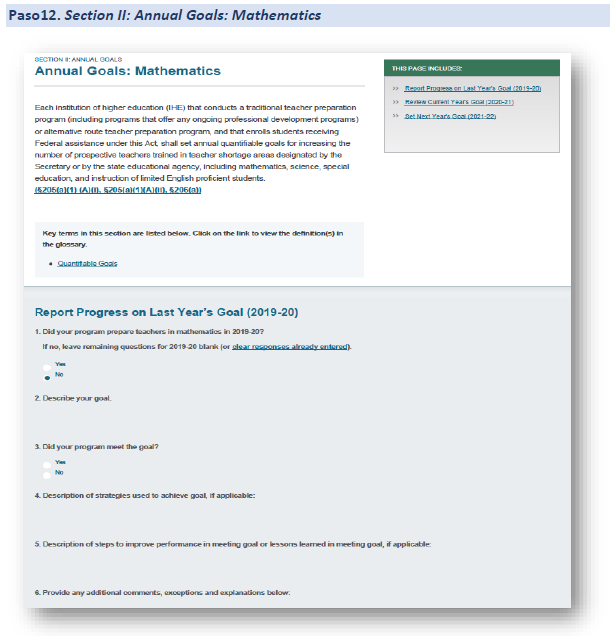 Paso12. Section II: Annual Goals: Mathematics
SECTION II: ANNUAL GOALS
Annual Goals: Mathematics
THIS PAGE INCLUDES:
>> Report Progress on Last Year's Goal (2019-20)
>> Review Current Year's Goal (2020-21)
>> Set Next Year's Goal (2021-22)
Each institution of higher education (IHE) that conducts a traditional teacher preparation
program (including programs that offer any ongoing professional development programs)
or alternative route teacher preparation program, and that enrolls students receiving
Federal assistance under this Act, shall set annual quantifiable goals for increasing the
number of prospective teachers trained in teacher shortage areas designated by the
Secretary or by the state educational agency, including mathematics, science, special
education, and instruction of limited English proficient students.
(§205(a)(1) (A)(i), §205(a)(1)(A)(ii), §206(a))
Key terms in this section are listed below. Click on the link to view the definition(s) in
the glossary.
• Quantifiable Goals
Report Progress on Last Year's Goal (2019-20)
1. Did your program prepare teachers in mathematics in 2019-20?
If no, leave remaining questions for 2019-20 blank (or clear responses already entered).
Yes
No
2. Describe your goal.
3. Did your program meet the goal?
Yes
No
4. Description of strategies used to achieve goal, if applicable:
5. Description of steps to improve performance in meeting goal or lessons learned in meeting goal, if applicable:
6. Provide any additional comments, exceptions and explanations below: